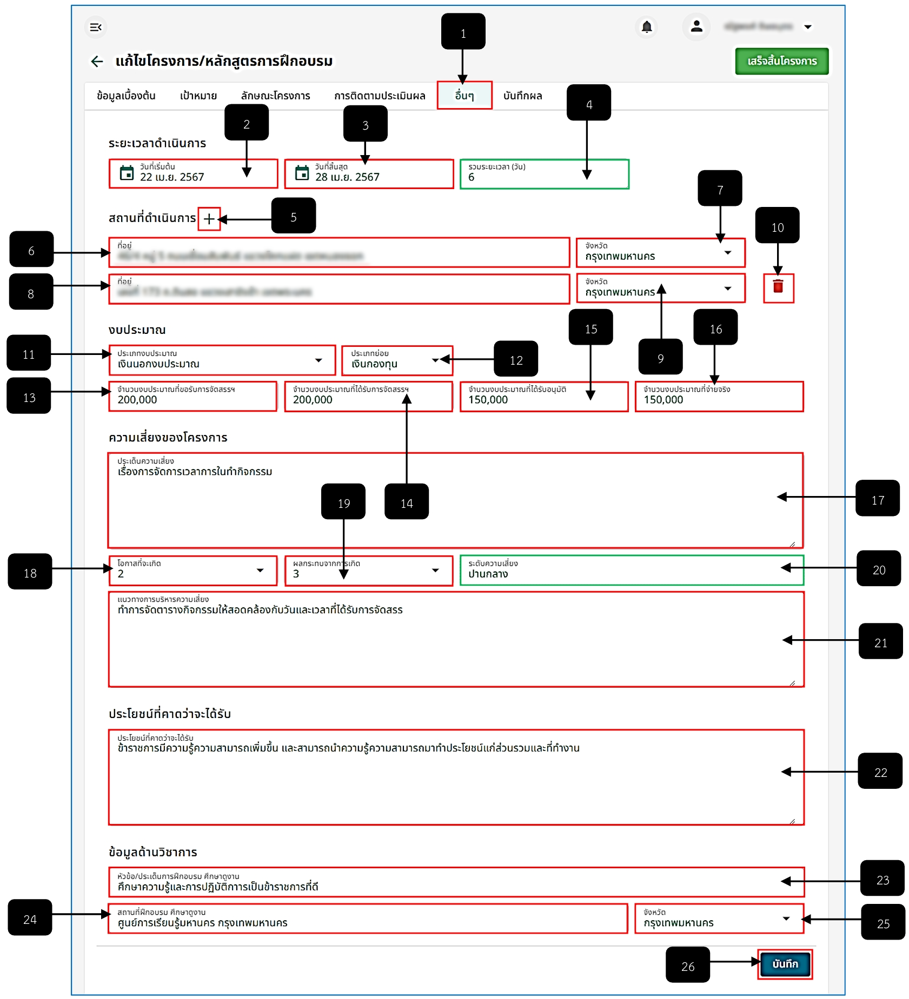 1
แก้ไขโครงการ/หลักสูตรการฝึกอบรม
เสร็จสิ้นโครงการ
ข้อมูลเบื้องต้น เป้าหมาย ลักษณะโครงการ การติดตามประเมินผล อื่นๆ บันทึกผล
4
2 3
ระยะเวลาดำเนินการ
วันที่เริ่มต้น วันที่สิ้นสุด รวมระยะเวลา (วัน)
22 เม.ย. 2567 28 เม.ย. 2567 6
7
สถานที่ดำเนินการ + 5
10
6 ที่อยู่ จังหวัด
กรุงเทพมหานคร
8 ที่อยู่ จังหวัด
กรุงเทพมหานคร
งบประมาณ 15 16
11 ประเภทงบประมาณ ประเภทย่อย
เงินนอกงบประมาณ เงินกองทุน 12 9
13 จำนวนงบประมาณที่ขอรับการจัดสรรฯ จำนวนงบประมาณที่ได้รับการจัดสรรฯ จำนวนงบประมาณที่ได้รับอนุมัติ จำนวนงบประมาณที่จ่ายจริง
200,000 200,000 150,000 150,000
ความเสี่ยงของโครงการ
ประเด็นความเสี่ยง
เรื่องการจัดการเวลาการในทำกิจกรรม
19 14 17
18 โอกาสที่จะเกิด ผลกระทบจากการเกิด ระดับความเสี่ยง 20
2 3 ปานกลาง
แนวทางการบริหารความเสี่ยง
ทำการจัดตารางกิจกรรมให้สอดคล้องกับวันและเวลาที่ได้รับการจัดสรร
21
ประโยชน์ที่คาดว่าจะได้รับ
ประโยชน์ที่คาดว่าจะได้รับ
ข้าราชการมีความรู้ความสามารถเพิ่มขึ้น และสามารถนำความรู้ความสามารถมาทำประโยชน์แก่ส่วนรวมและที่ทำงาน
22
ข้อมูลด้านวิชาการ
หัวข้อ/ประเด็นการฝึกอบรม ศึกษาดูงาน
ศึกษาความรู้และการปฏิบัติกาารเป็นข้าราชการที่ดี 23
24 สถานที่ฝึกอบรม ศึกษาดูงาน จังหวัด
ศูนย์การเรียนรู้มหานคร กรุงเทพมหานคร กรุงเทพมหานคร 25
26 บันทึก